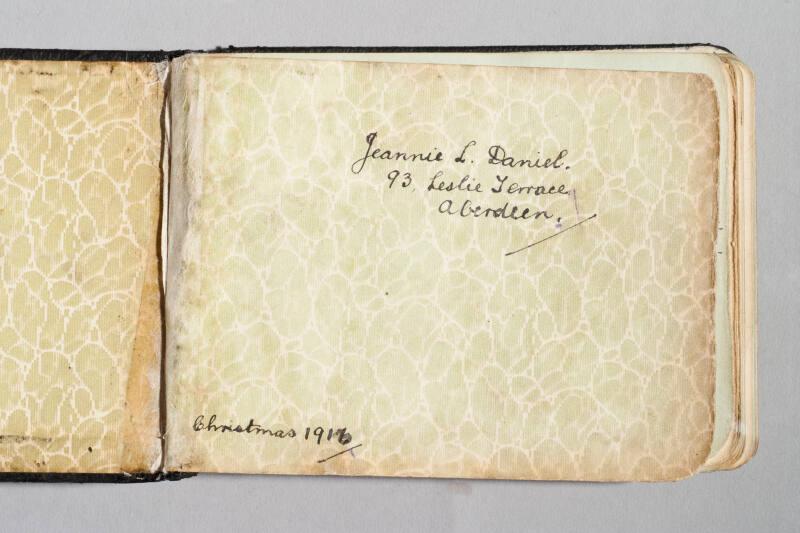 Jeannie L. Daniel.
93, Leslie Terrace,
Aberdeen.
Christmas 1916